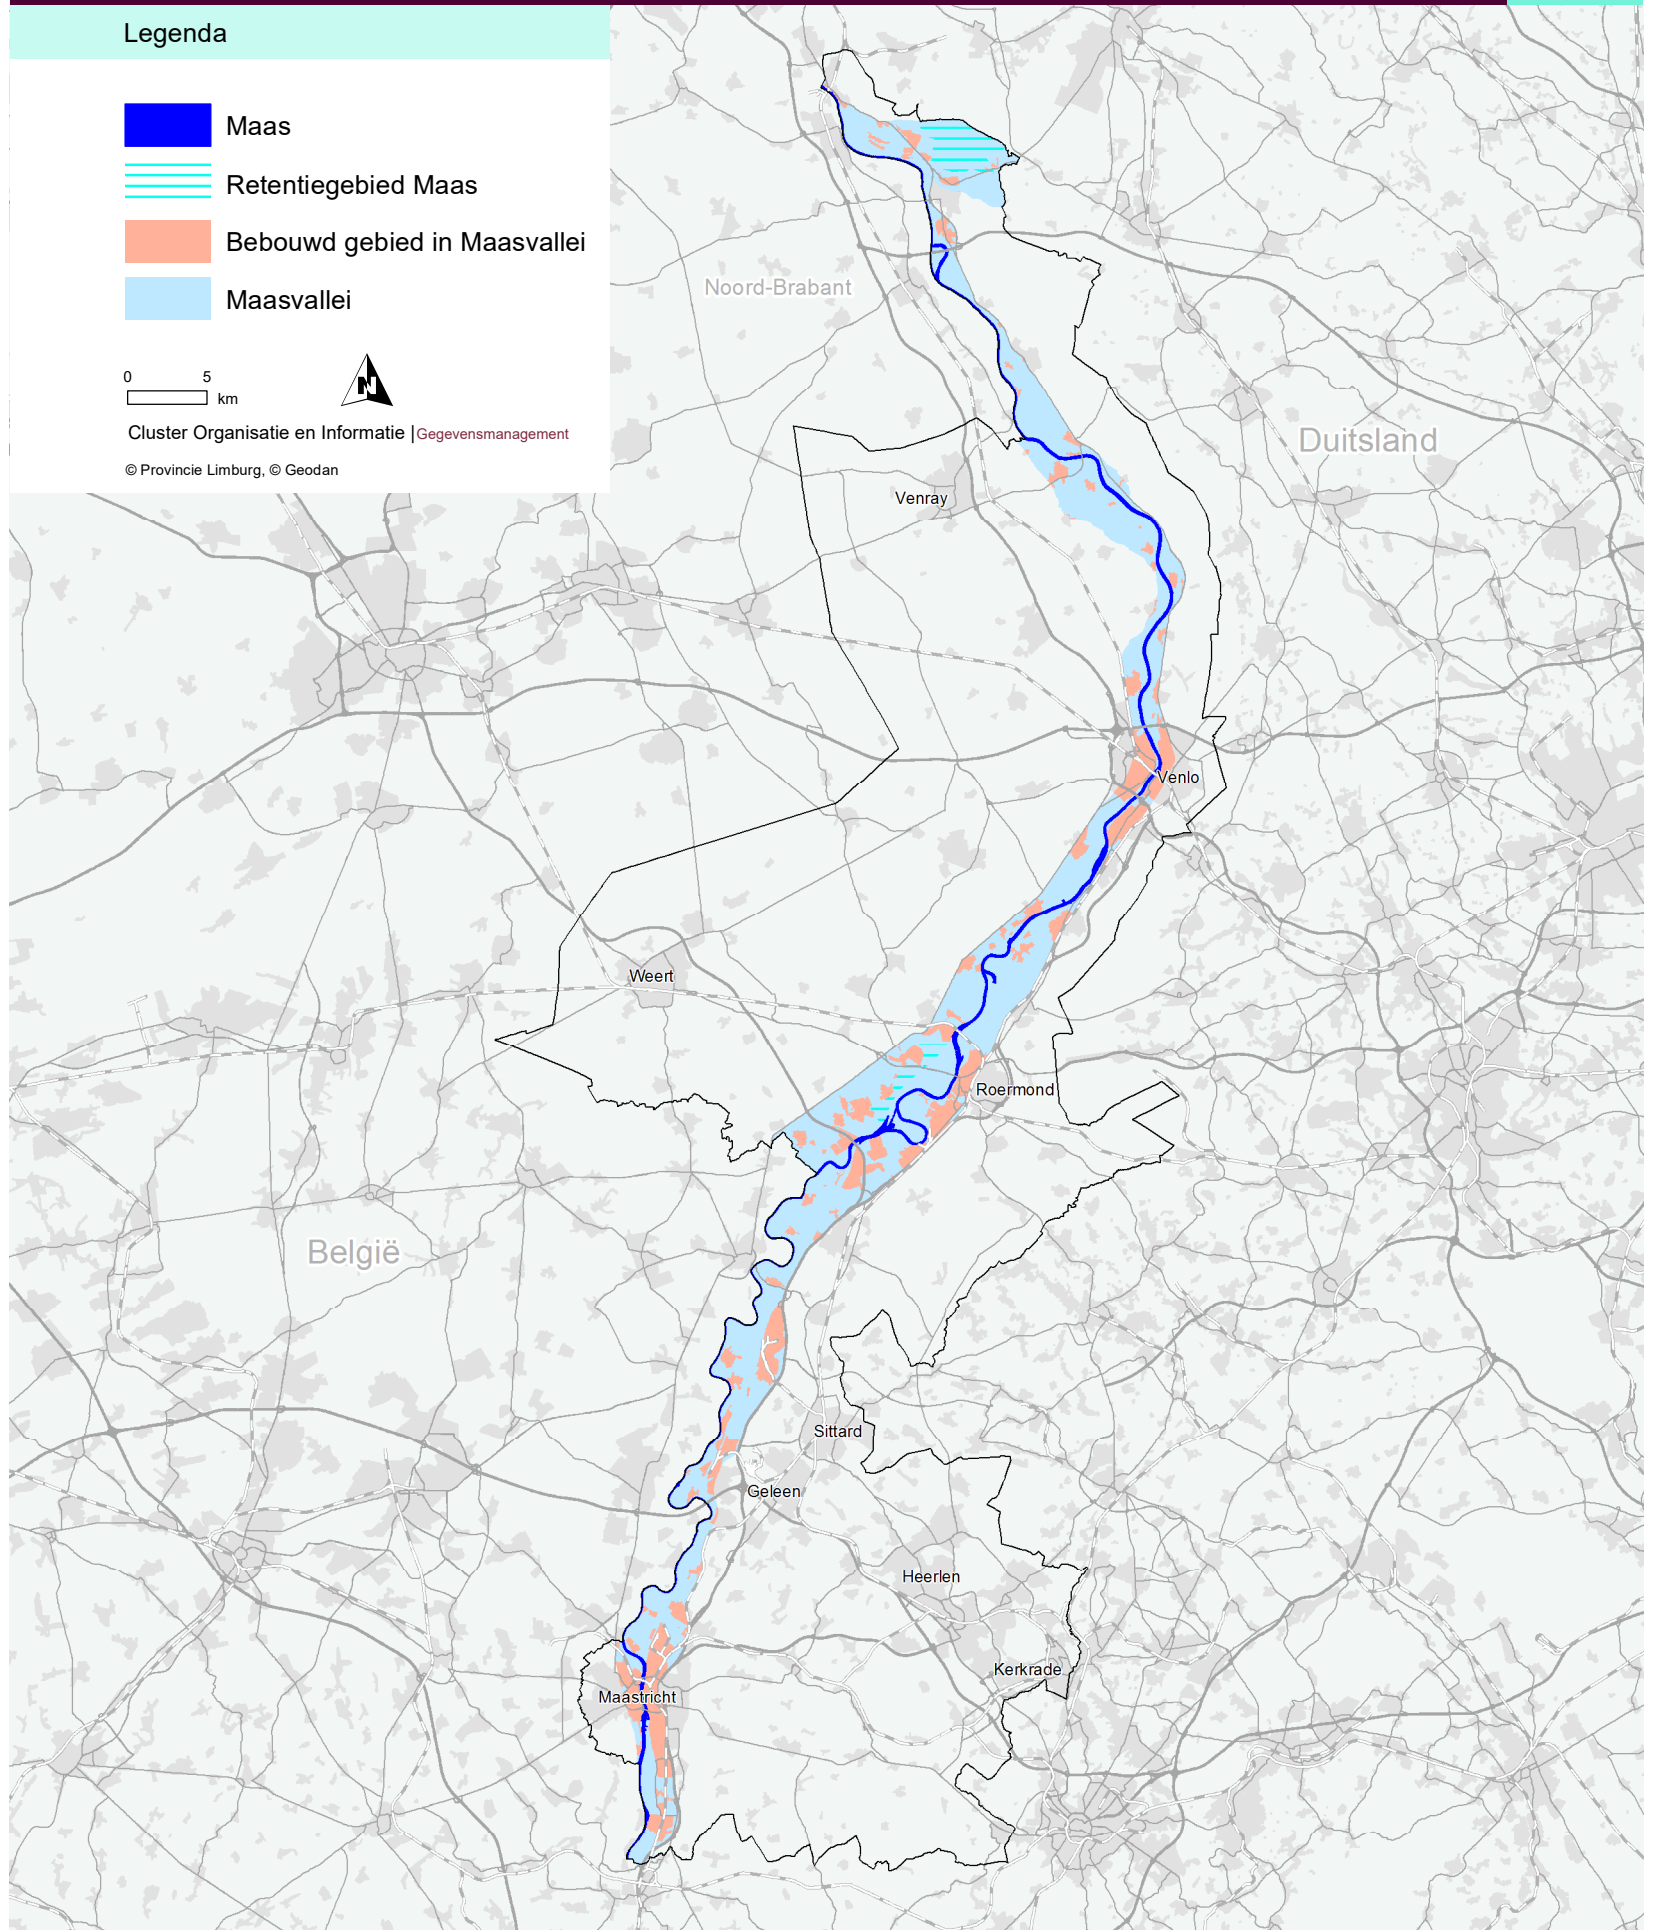 Legenda
Maas
Retentiegebied Maas
Bebouwd gebied in Maasvallei
Maasvallei
0 5
km
N
Cluster Organisatie en Informatie |Gegevensmanagement
© Provincie Limburg, © Geodan
Noord-Brabant
Duitsland
Venray
Venlo
Weert
Roermond
België
Sittard
Geleen
Heerlen
Kerkrade
Maastricht